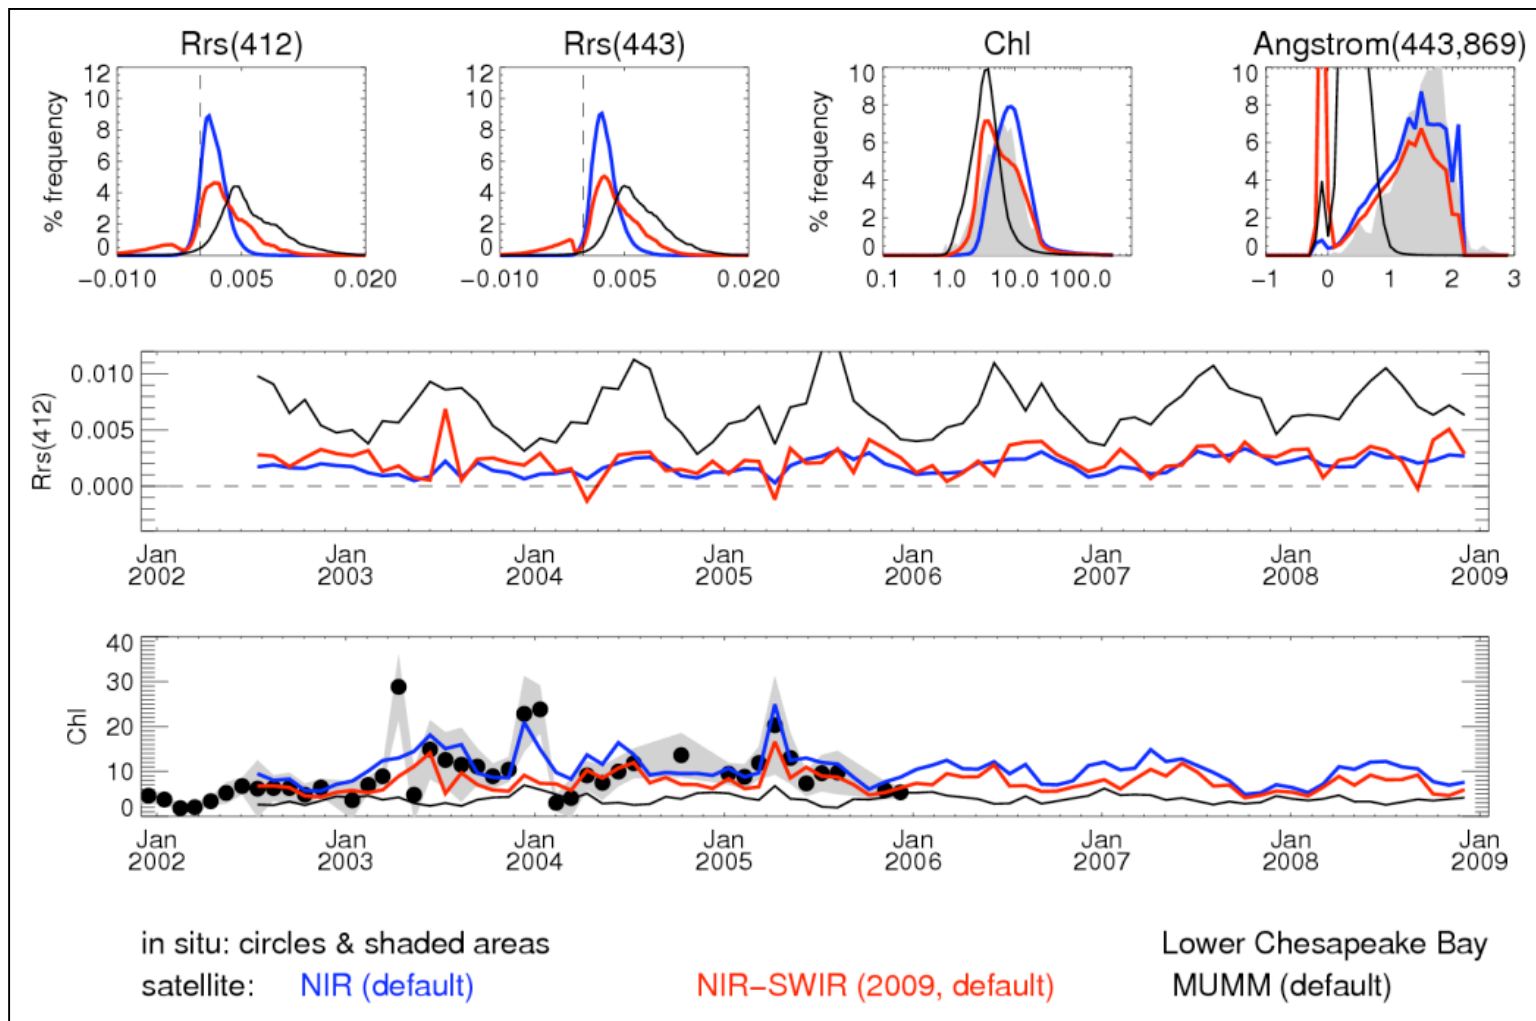 Rrs(412) Rrs(443) Chl Angstrom(443,869)
% frequency
12
10
8
6
4
2
0
−0.010 0.005 0.020
12
10
8
6
4
2
0
−0.010 0.005 0.020
% frequency
10
8
6
4
2
0
0.1 1.0 10.0 100.0
10
8
6
4
2
0
−1 0 1 2 3
Rrs(412)
0.010
0.005
0.000
Jan Jan Jan Jan Jan Jan Jan Jan
2002 2003 2004 2005 2006 2007 2008 2009
Chl
40
30
20
10
0
Jan Jan Jan Jan Jan Jan Jan Jan
2002 2003 2004 2005 2006 2007 2008 2009
in situ: circles & shaded areas Lower Chesapeake Bay
satellite: NIR (default) NIR−SWIR (2009, default) MUMM (default)